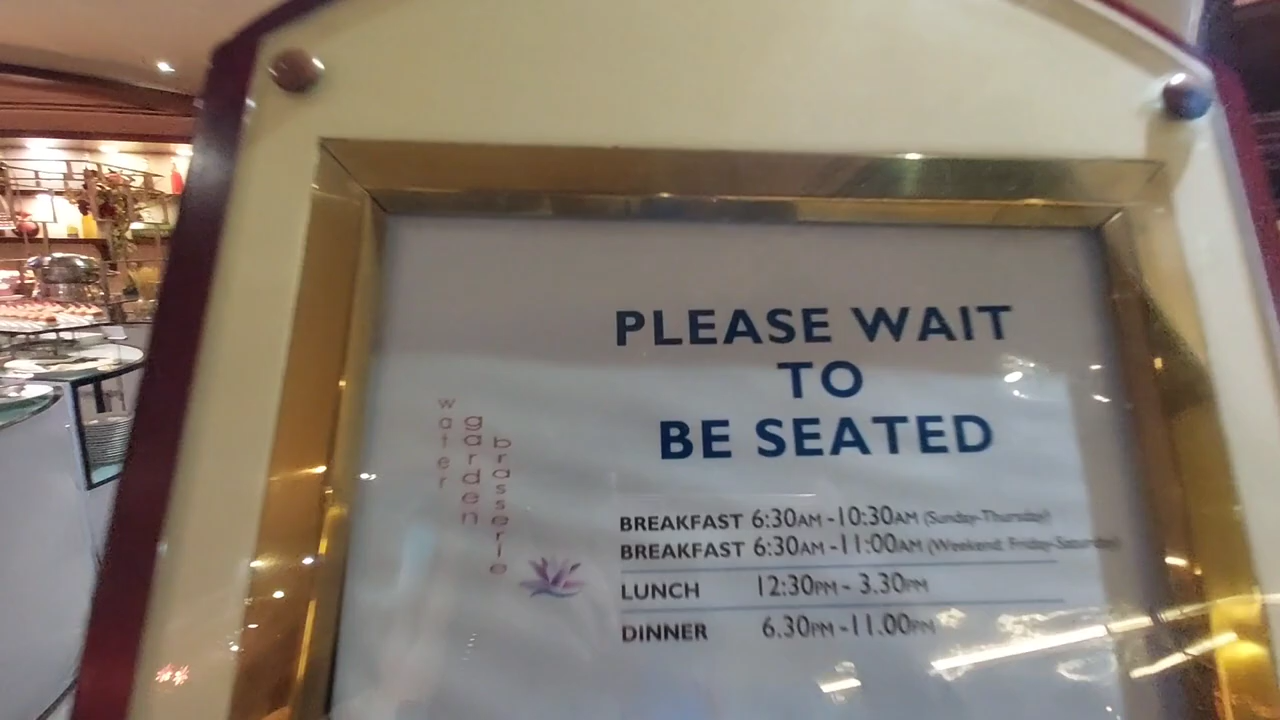 water
garden
brasserie
PLEASE WAIT
TO
BE SEATED
BREAKFAST 6:30AM -10:30AM (Sunday-Thursday)
BREAKFAST 6:30AM -11:00AM (Weekend: Friday-Saturday)
LUNCH 12:30PM - 3.30PM
DINNER 6.30PM -11.00PM